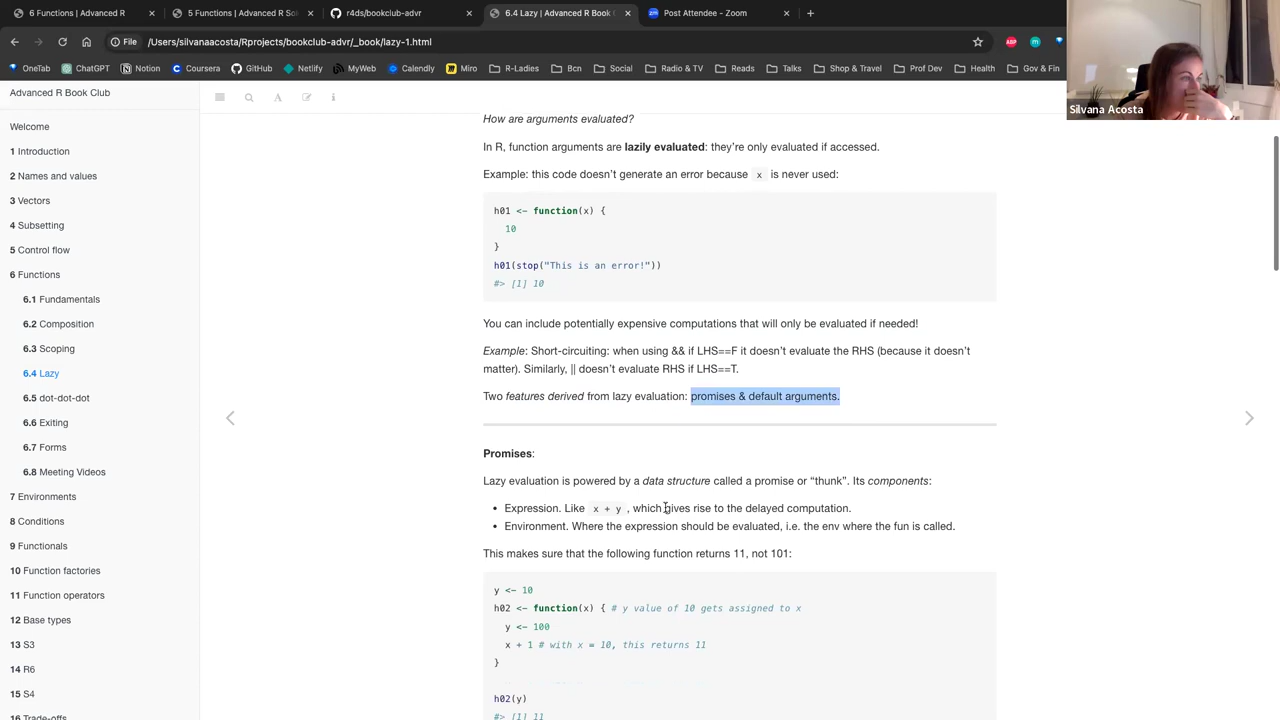 6 Functions | Advanced R
5 Functions | Advanced R So
r4ds/bookclub-advr
6.4 Lazy | Advanced R Book
Post Attendee - Zoom
File
/Users/silvanaacosta/Rprojects/bookclub-advr/_book/lazy-1.html
OneTab
ChatGPT
Notion
Coursera
GitHub
Netlify
MyWeb
Calendly
Miro
R-Ladies
Bcn
Social
Radio & TV
Reads
Talks
Shop & Travel
Prof Dev
Health
Gov & Fin
Silvana Acosta
Advanced R Book Club
Welcome
1 Introduction
2 Names and values
3 Vectors
4 Subsetting
5 Control flow
6 Functions
6.1 Fundamentals
6.2 Composition
6.3 Scoping
6.4 Lazy
6.5 dot-dot-dot
6.6 Exiting
6.7 Forms
6.8 Meeting Videos
7 Environments
8 Conditions
9 Functionals
10 Function factories
11 Function operators
12 Base types
13 S3
14 R6
15 S4
16 Trade-offs
How are arguments evaluated?
In R, function arguments are lazily evaluated: they're only evaluated if accessed.
Example: this code doesn't generate an error because x is never used:
h01 <- function(x) {
10
}
h01(stop("This is an error!"))
#> [1] 10
You can include potentially expensive computations that will only be evaluated if needed!
Example: Short-circuiting: when using && if LHS==F it doesn't evaluate the RHS (because it doesn't
matter). Similarly, || doesn't evaluate RHS if LHS==T.
Two features derived from lazy evaluation: promises & default arguments.
Promises:
Lazy evaluation is powered by a data structure called a promise or "thunk". Its components:
• Expression. Like x + y , which gives rise to the delayed computation.
• Environment. Where the expression should be evaluated, i.e. the env where the fun is called.
This makes sure that the following function returns 11, not 101:
y <- 10
h02 <- function(x) { # y value of 10 gets assigned to x
y <- 100
x + 1 # with x = 10, this returns 11
}
h02(y)
#> [1] 11